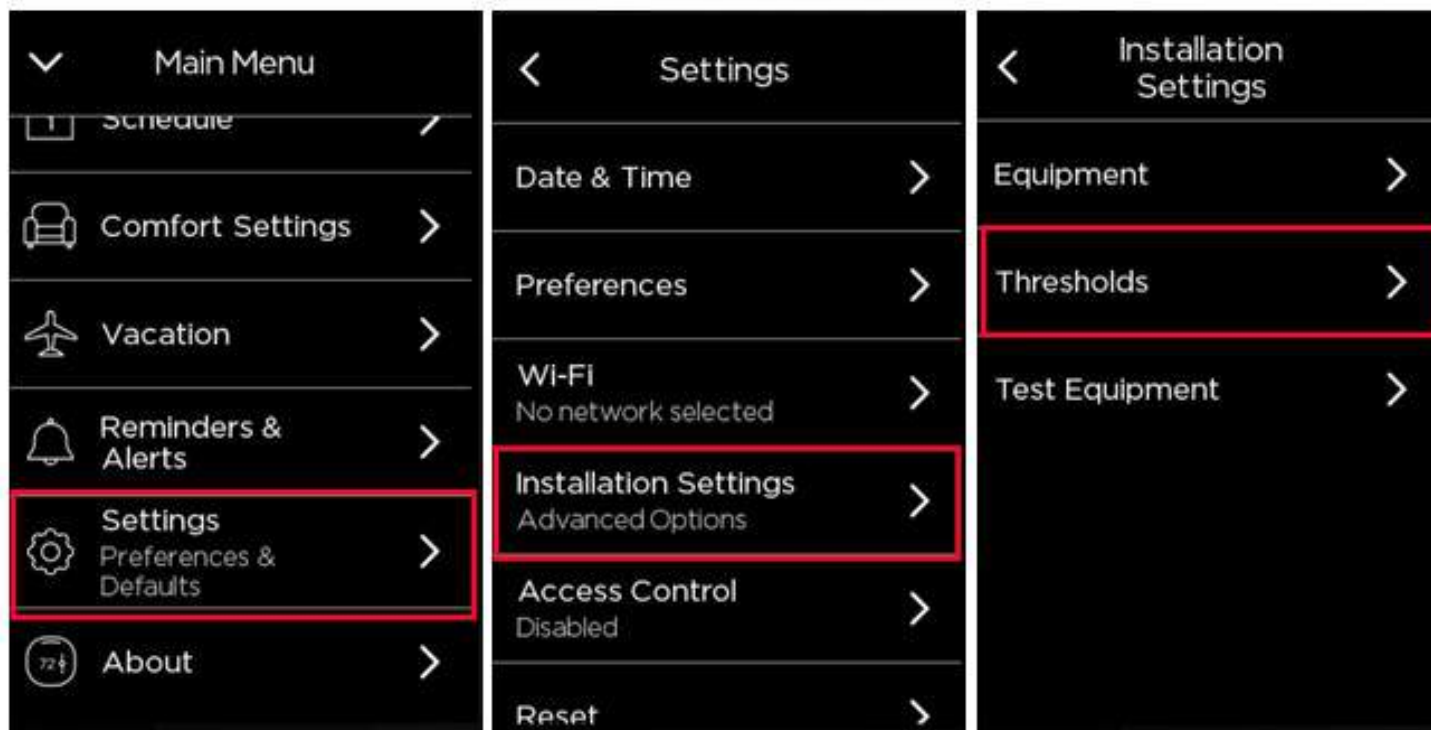 Main Menu
1 Schedule
Comfort Settings
Vacation
Reminders &
Alerts
Settings
Preferences &
Defaults
72
About
Settings
Date & Time
Preferences
Wi-Fi
No network selected
Installation Settings
Advanced Options
Access Control
Disabled
Reset
Installation
Settings
Equipment
Thresholds
Test Equipment